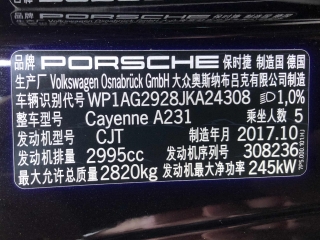 品牌 PORSCHE 保时捷 制造国 德国
生产厂 Volkswagen Osnabrück GmbH 大众奥斯纳布吕克有限公司制造
车辆识别代号 WP1AG2928JKA24308 1,0%
整车型号 Cayenne A231 乘坐人数 5
发动机型号 CJT 制造年月 2017.10
发动机排量 2995cc 发动机序列号 308236
最大允许总质量 2820kg 发动机最大净功率 245kW